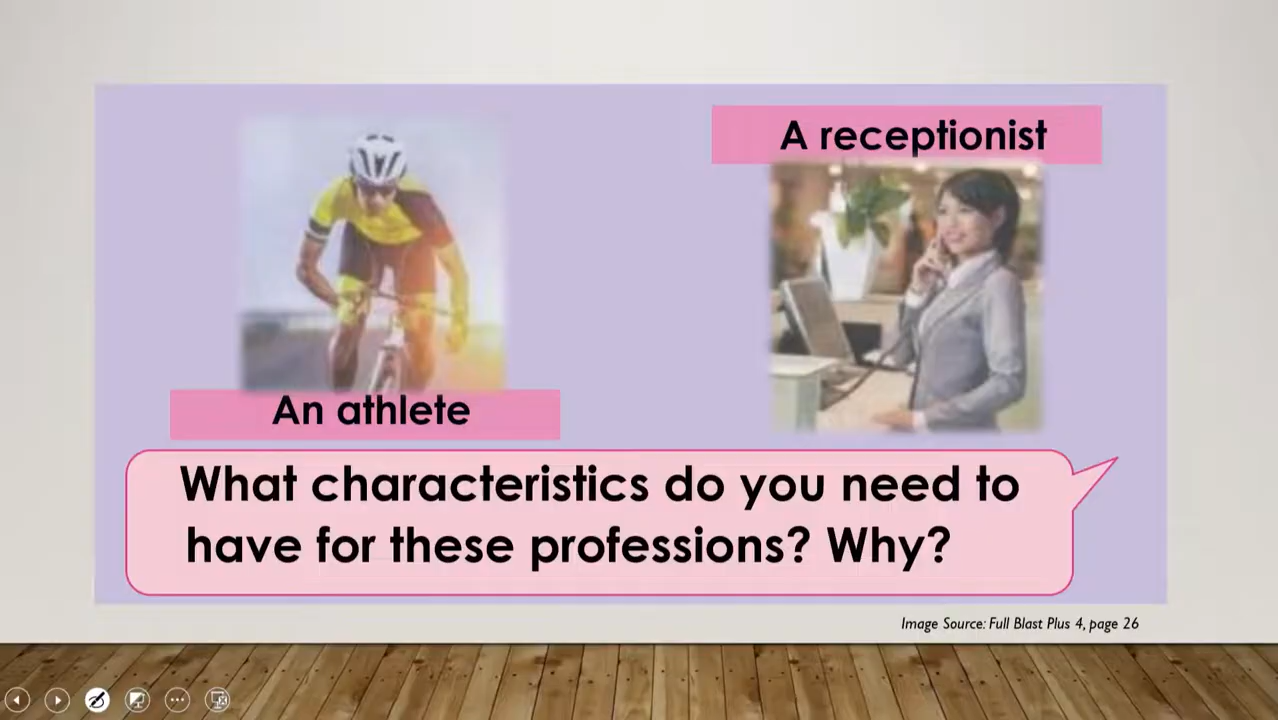 A receptionist
An athlete
What characteristics do you need to
have for these professions? Why?
Image Source: Full Blast Plus 4, page 26